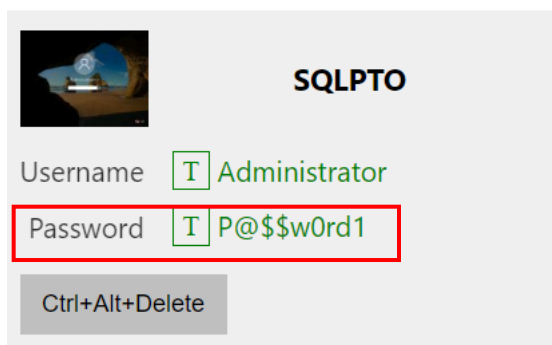 SQLPTO
Username T Administrator
Password T P@$$w0rd1
Ctrl+Alt+Delete